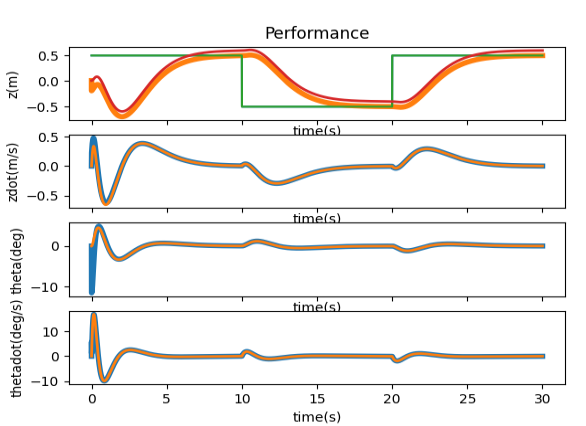 Performance
z(m)
0.5
0.0
−0.5
time(s)
zdot(m/s)
0.5
0.0
−0.5
time(s)
theta(deg)
0
−10
time(s)
thetadot(deg/s)
10
0
−10
0 5 10 15 20 25 30
time(s)